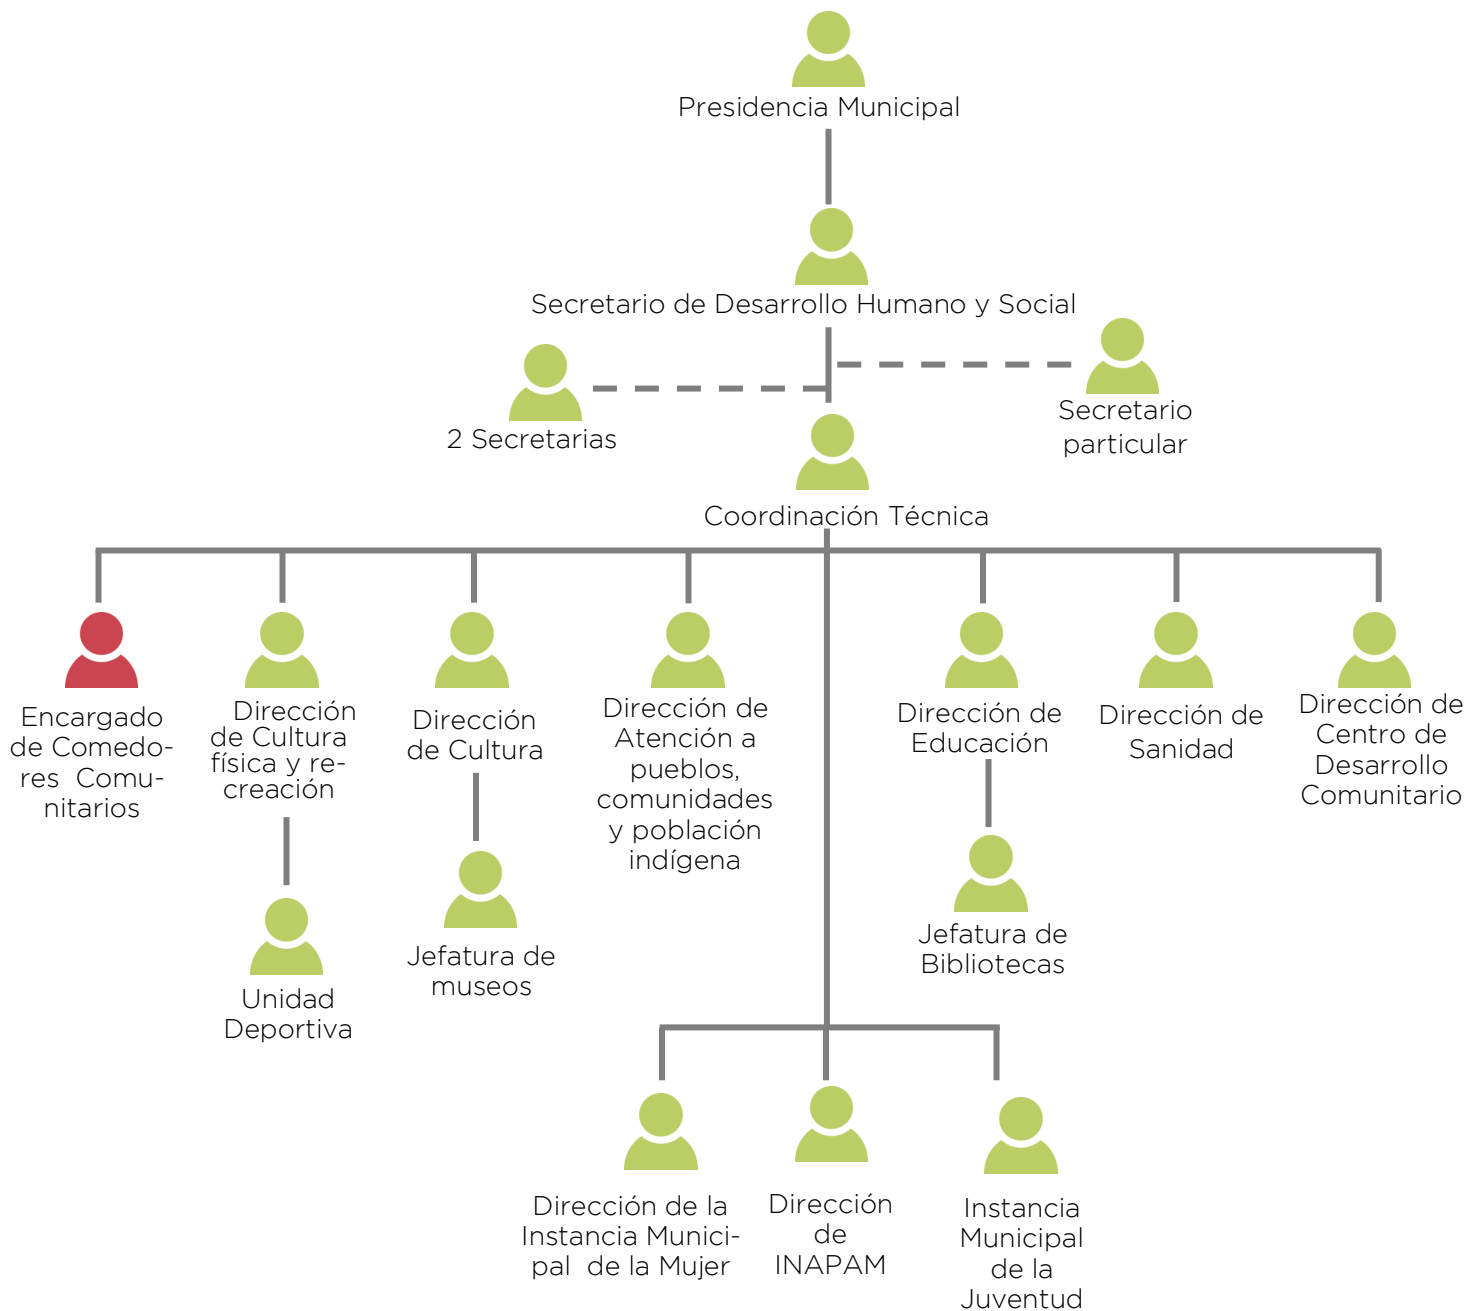 Presidencia Municipal
Secretario de Desarrollo Humano y Social
2 Secretarias
Secretario
particular
Coordinación Técnica
Encargado
de Comedo-
res Comu-
nitarios
Dirección
de Cultura
física y re-
creación
Dirección
de Cultura
Dirección de
Atención a
pueblos,
comunidades
y población
indígena
Dirección de
Educación
Dirección de
Sanidad
Dirección de
Centro de
Desarrollo
Comunitario
Unidad
Deportiva
Jefatura de
museos
Jefatura de
Bibliotecas
Dirección de la
Instancia Munici-
pal de la Mujer
Dirección
de
INAPAM
Instancia
Municipal
de la
Juventud